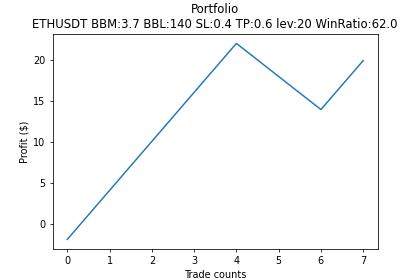 Portfolio
ETHUSDT BBM:3.7 BBL:140 SL:0.4 TP:0.6 lev:20 WinRatio:62.0
20
15
10
5
0
Profit ($)
0 1 2 3 4 5 6 7
Trade counts